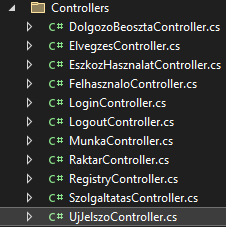 Controllers
C# DolgozoBeosztaController.cs
C# ElvegzesController.cs
C# EszkozHasznalatController.cs
C# FelhasznaloController.cs
C# LoginController.cs
C# LogoutController.cs
C# MunkaController.cs
C# RaktarController.cs
C# RegistryController.cs
C# SzolgaltatasController.cs
C# UjJelszoController.cs